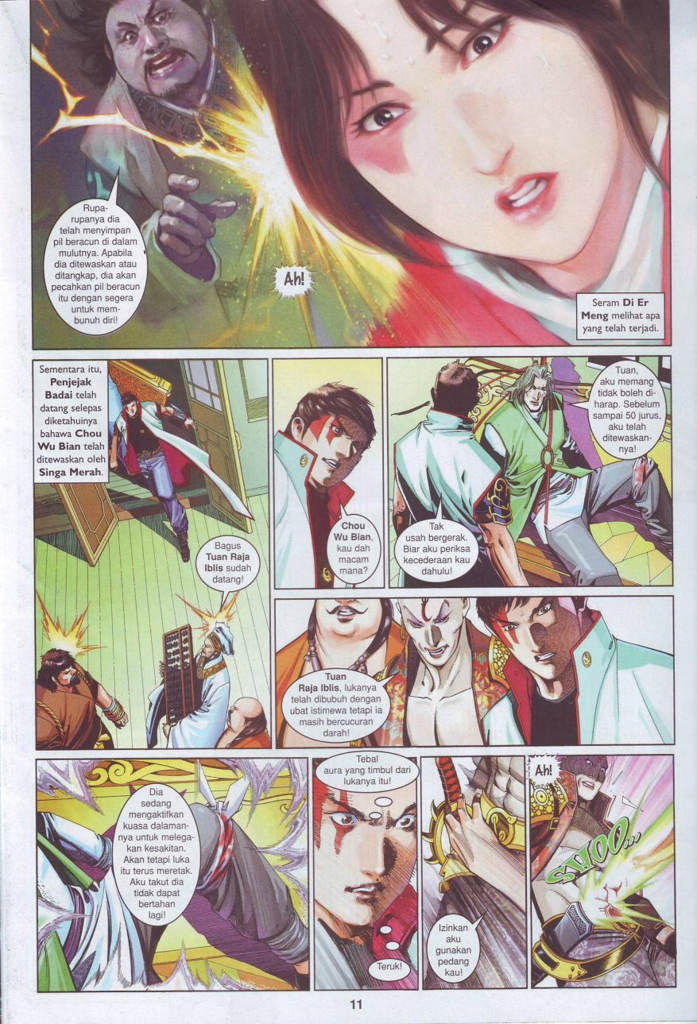 Rupa-
rupanya dia
telah menyimpan
pil beracun di dalam
mulutnya. Apabila
dia ditewaskan atau
ditangkap, dia akan
pecahkan pil beracun
itu dengan segera
untuk mem-
bunuh diri!
Ah!
Seram Di Er
Meng melihat apa
yang telah terjadi.
Sementara itu,
Penjejak
Badai telah
datang selepas
diketahuinya
bahawa Chou
Wu Bian telah
ditewaskan oleh
Singa Merah.
Bagus
Tuan Raja
Iblis sudah
datang!
Chou
Wu Bian,
kau dah
macam
mana?
Tuan,
aku memang
tidak boleh di-
harap. Sebelum
sampai 50 jurus,
aku telah
ditewaskan-
nya!
Tak
usah bergerak.
Biar aku periksa
kecederaan kau
dahulu!
Tuan
Raja Iblis, lukanya
telah dibubuh dengan
ubat istimewa tetapi ia
masih bercucuran
darah!
Dia
sedang
mengaktifkan
kuasa dalaman-
nya untuk melega-
kan kesakitan.
Akan tetapi luka
itu terus meretak.
Aku takut dia
tidak dapat
bertahan
lagi!
Tebal
aura yang timbul dari
lukanya itu!
Teruk!
Izinkan
aku
gunakan
pedang
kau!
Ah!
SWOO...
11